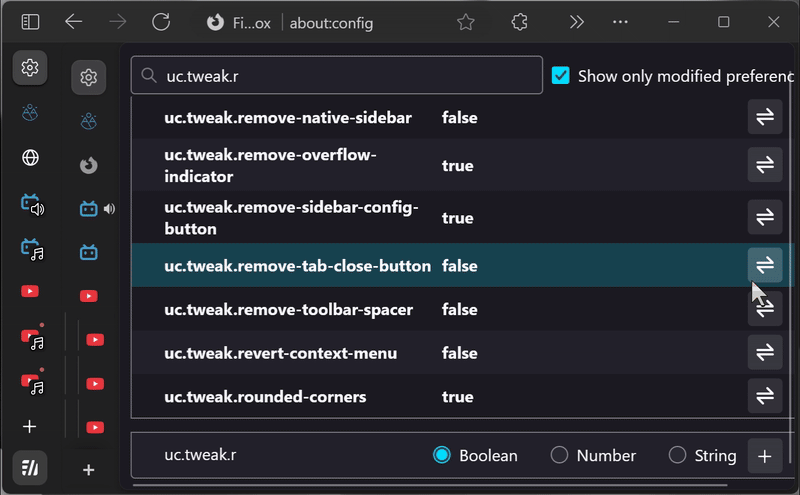 Fi...ox about:config
uc.tweak.r
Show only modified preferenc
uc.tweak.remove-native-sidebar false
uc.tweak.remove-overflow-
indicator true
uc.tweak.remove-sidebar-config-
button true
uc.tweak.remove-tab-close-button false
uc.tweak.remove-toolbar-spacer false
uc.tweak.revert-context-menu false
uc.tweak.rounded-corners true
uc.tweak.r Boolean Number String